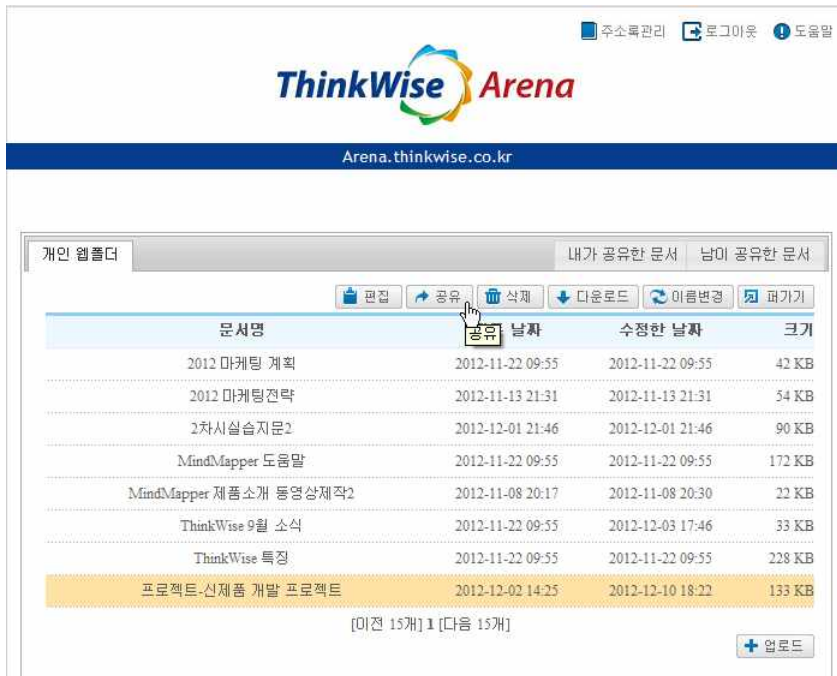 주소록관리 로그아웃 도움말
ThinkWise Arena
Arena.thinkwise.co.kr
개인 웹폴더 내가 공유한 문서 남이 공유한 문서
편집 공유 삭제 다운로드 이름변경 퍼가기
문서명 날짜 수정한 날짜 크기
공유
2012 마케팅 계획 2012-11-22 09:55 2012-11-22 09:55 42 KB
2012 마케팅전략 2012-11-13 21:31 2012-11-13 21:31 54 KB
2차시실습지문2 2012-12-01 21:46 2012-12-01 21:46 90 KB
MindMapper 도움말 2012-11-22 09:55 2012-11-22 09:55 172 KB
MindMapper 제품소개 동영상제작2 2012-11-08 20:17 2012-11-08 20:30 22 KB
ThinkWise 9월 소식 2012-11-22 09:55 2012-12-03 17:46 33 KB
ThinkWise 특징 2012-11-22 09:55 2012-11-22 09:55 228 KB
프로젝트-신제품 개발 프로젝트 2012-12-02 14:25 2012-12-10 18:22 133 KB
[이전 15개] 1 [다음 15개]
업로드